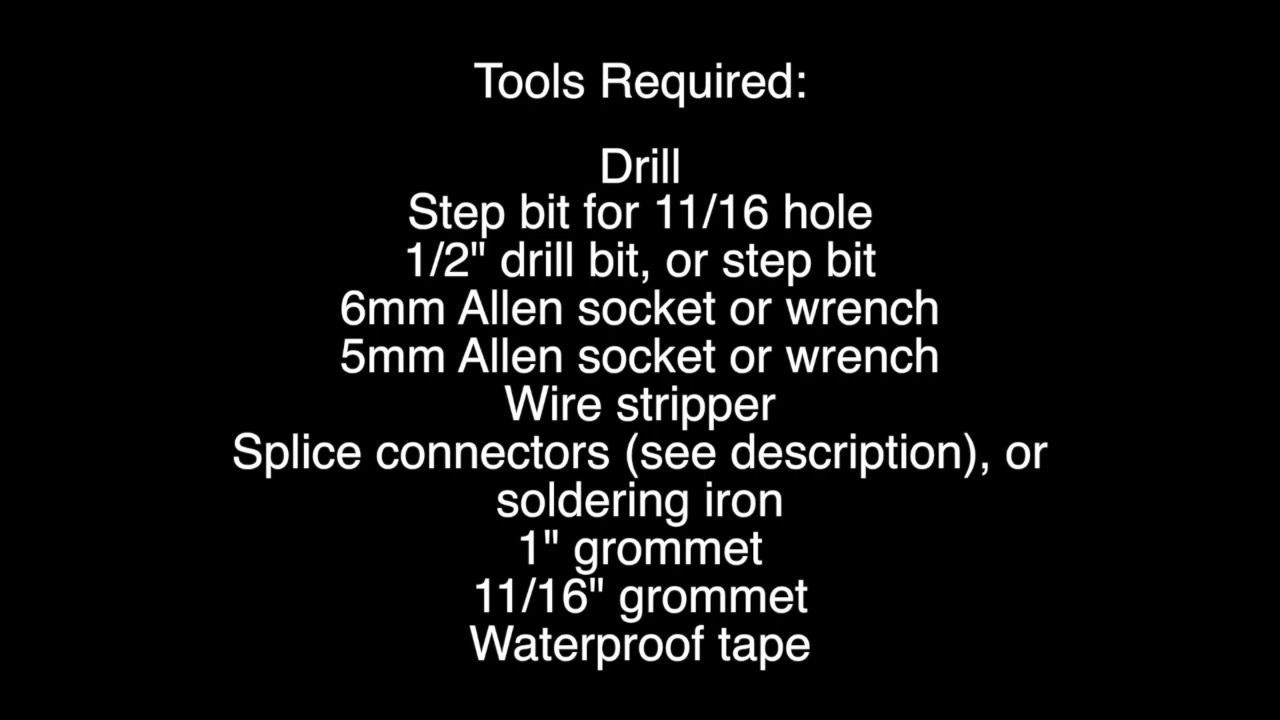 Tools Required:
Drill
Step bit for 11/16 hole
1/2" drill bit, or step bit
6mm Allen socket or wrench
5mm Allen socket or wrench
Wire stripper
Splice connectors (see description), or
soldering iron
1" grommet
11/16" grommet
Waterproof tape